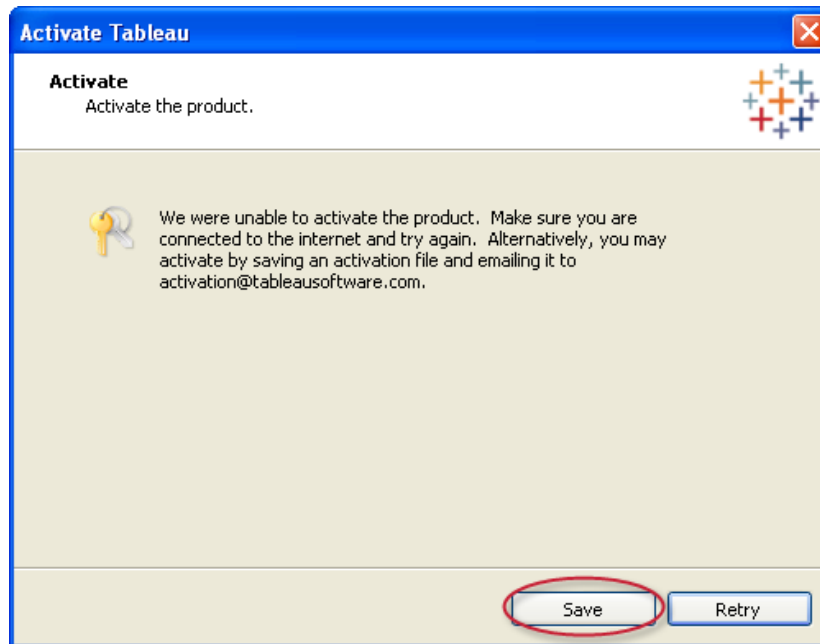 Activate Tableau
Activate
Activate the product.
We were unable to activate the product. Make sure you are
connected to the internet and try again. Alternatively, you may
activate by saving an activation file and emailing it to
activation@tableausoftware.com.
Save
Retry